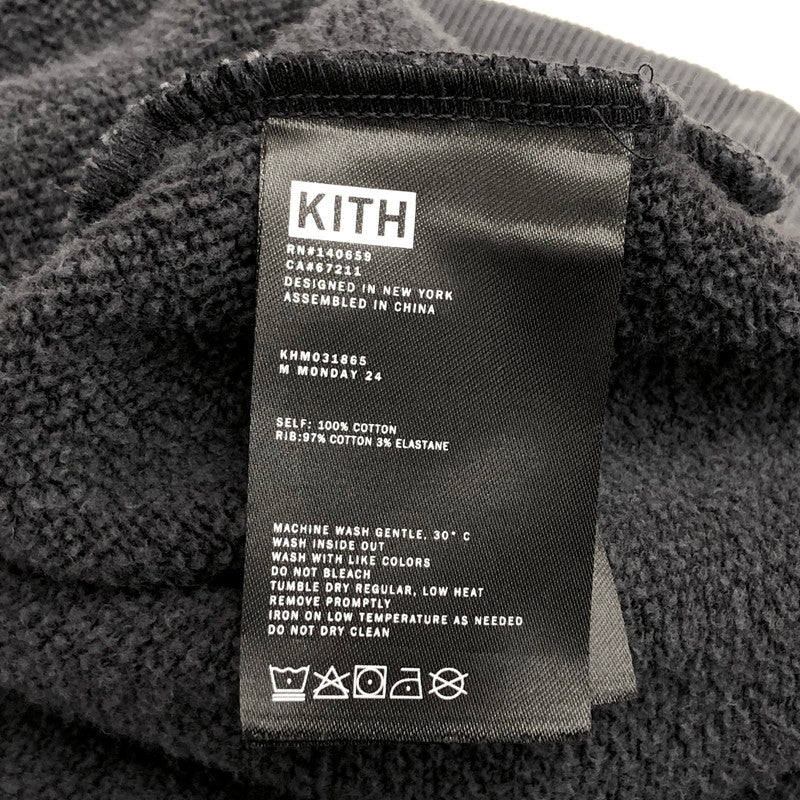 KITH
RN#140659
CA#67211
DESIGNED IN NEW YORK
ASSEMBLED IN CHINA
KHM031865
M MONDAY 24
SELF: 100% COTTON
RIB:97% COTTON 3% ELASTANE
MACHINE WASH GENTLE, 30° C
WASH INSIDE OUT
WASH WITH LIKE COLORS
DO NOT BLEACH
TUMBLE DRY REGULAR, LOW HEAT
REMOVE PROMPTLY
IRON ON LOW TEMPERATURE AS NEEDED
DO NOT DRY CLEAN